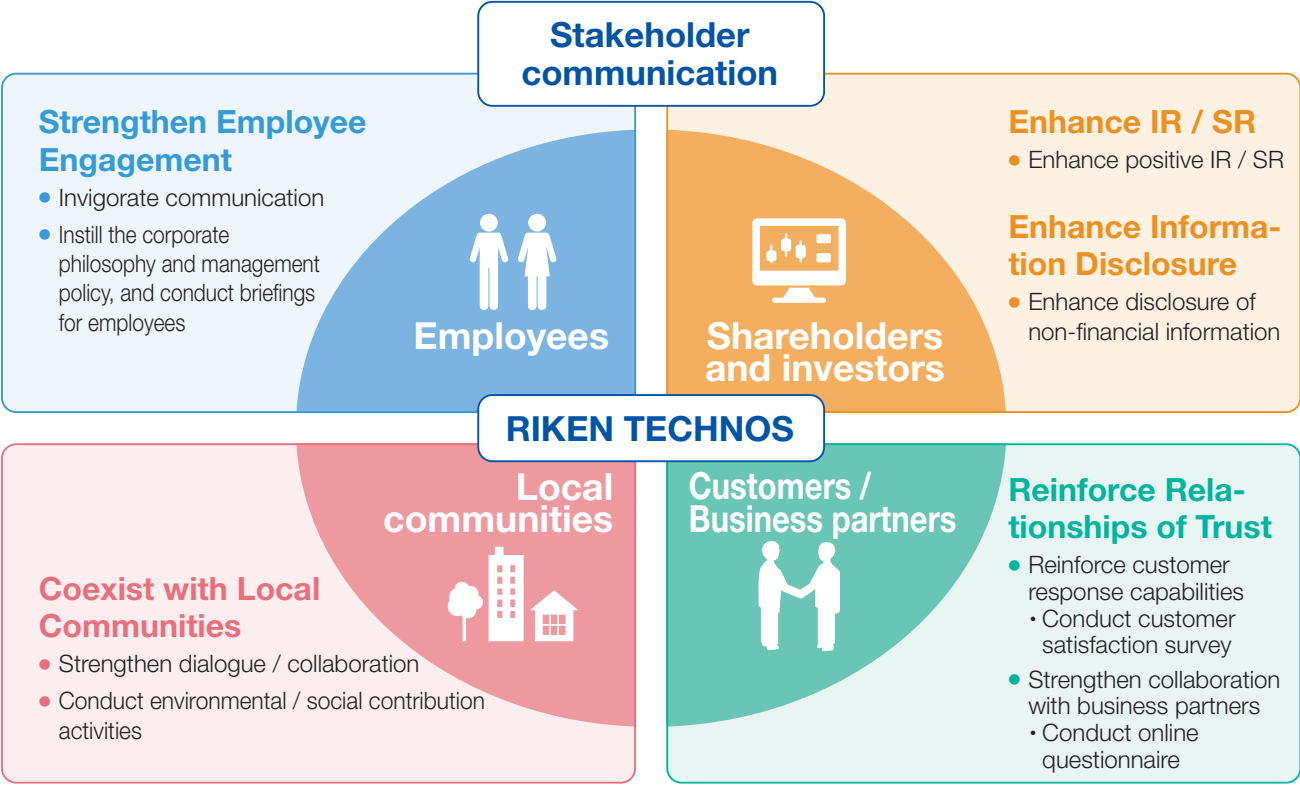 Stakeholder
communication
Strengthen Employee
Engagement
● Invigorate communication
● Instill the corporate
philosophy and management
policy, and conduct briefings
for employees
Employees
Shareholders
and investors
Enhance IR / SR
● Enhance positive IR / SR
Enhance Informa-
tion Disclosure
● Enhance disclosure of
non-financial information
RIKEN TECHNOS
Local
communities
Coexist with Local
Communities
● Strengthen dialogue / collaboration
● Conduct environmental / social contribution
activities
Customers /
Business partners
Reinforce Rela-
tionships of Trust
● Reinforce customer
response capabilities
・Conduct customer
satisfaction survey
● Strengthen collaboration
with business partners
・Conduct online
questionnaire